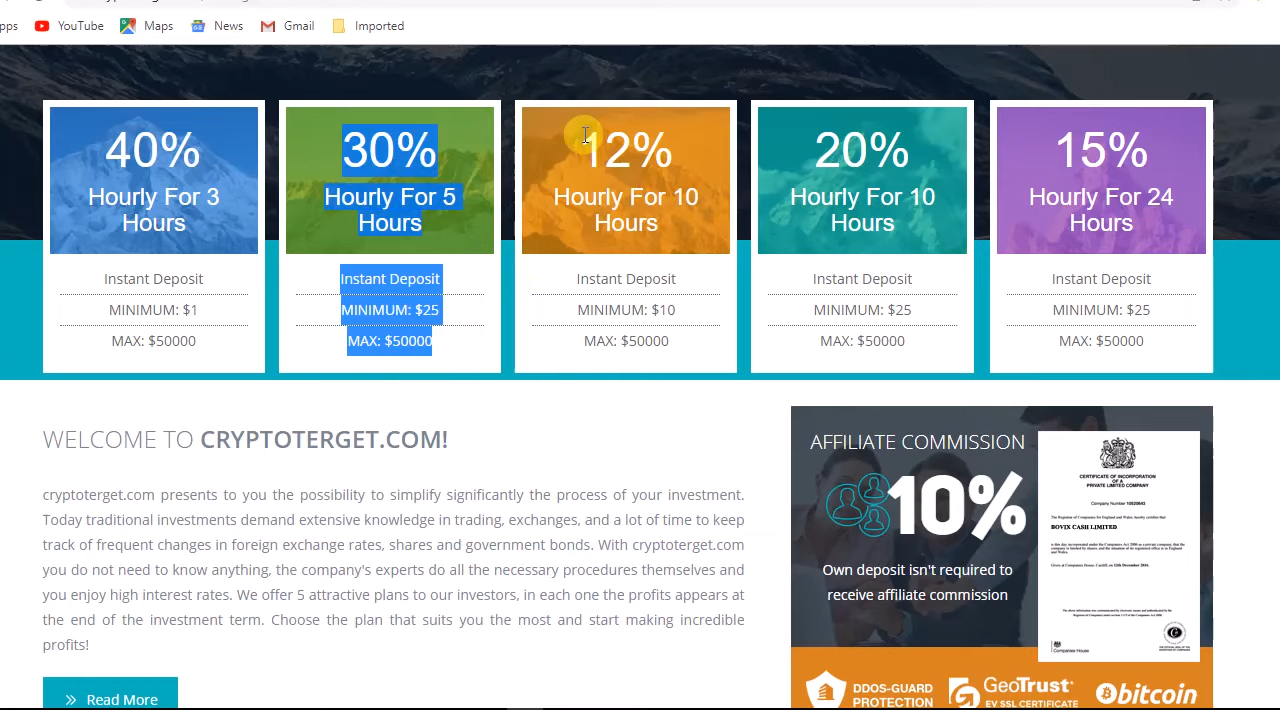 pps YouTube Maps News Gmail Imported
40%
Hourly For 3
Hours
Instant Deposit
MINIMUM: $1
MAX: $50000
30%
Hourly For 5
Hours
Instant Deposit
MINIMUM: $25
MAX: $50000
12%
Hourly For 10
Hours
Instant Deposit
MINIMUM: $10
MAX: $50000
20%
Hourly For 10
Hours
Instant Deposit
MINIMUM: $25
MAX: $50000
15%
Hourly For 24
Hours
Instant Deposit
MINIMUM: $25
MAX: $50000
WELCOME TO CRYPTOTERGET.COM!
cryptoterget.com presents to you the possibility to simplify significantly the process of your investment.
Today traditional investments demand extensive knowledge in trading, exchanges, and a lot of time to keep
track of frequent changes in foreign exchange rates, shares and government bonds. With cryptoterget.com
you do not need to know anything, the company experts do all the necessary procedures themselves and
you enjoy high interest rates. We offer 5 attractive plans to our investors, in each one the profits appears
at the end of the investment term. Choose the plan that suits you the most and start making incredible
profits!
Read More
AFFILIATE COMMISSION
10%
Own deposit isn't required to
receive affiliate commission
CERTIFICATE OF INCORPORATION
OF A
PRIVATE LIMITED COMPANY
Company Number 10520643
BOVIX CASH LIMITED
Companies House
DDOS-GUARD
PROTECTION
GeoTrust
EV SSL CERTIFICATE
bitcoin